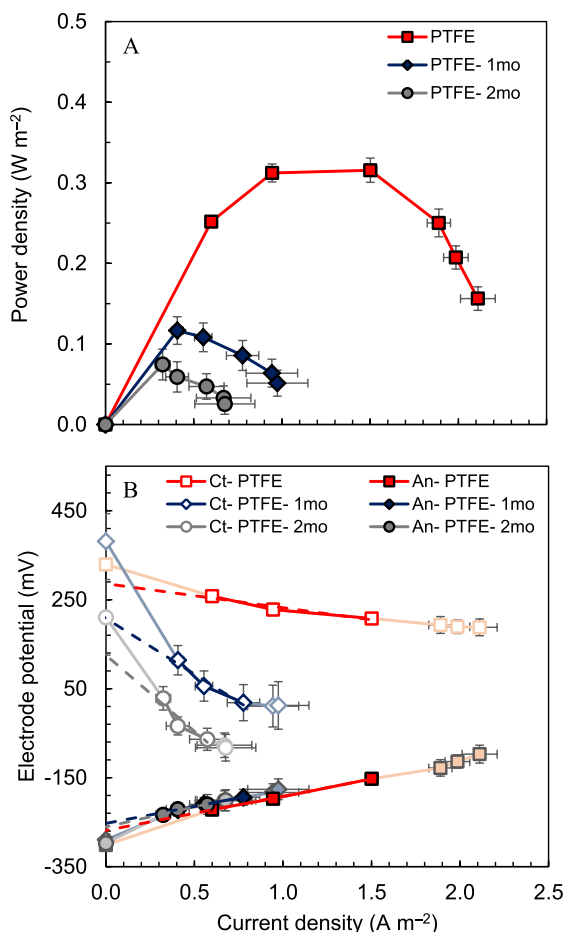 A
PTFE
PTFE- 1mo
PTFE- 2mo
Power density (W m−2)
0.5
0.4
0.3
0.2
0.1
0.0
B
Ct- PTFE An- PTFE
Ct- PTFE- 1mo An- PTFE- 1mo
Ct- PTFE- 2mo An- PTFE- 2mo
Electrode potential (mV)
450
250
50
-150
-350
0.0 0.5 1.0 1.5 2.0 2.5
Current density (A m−2)